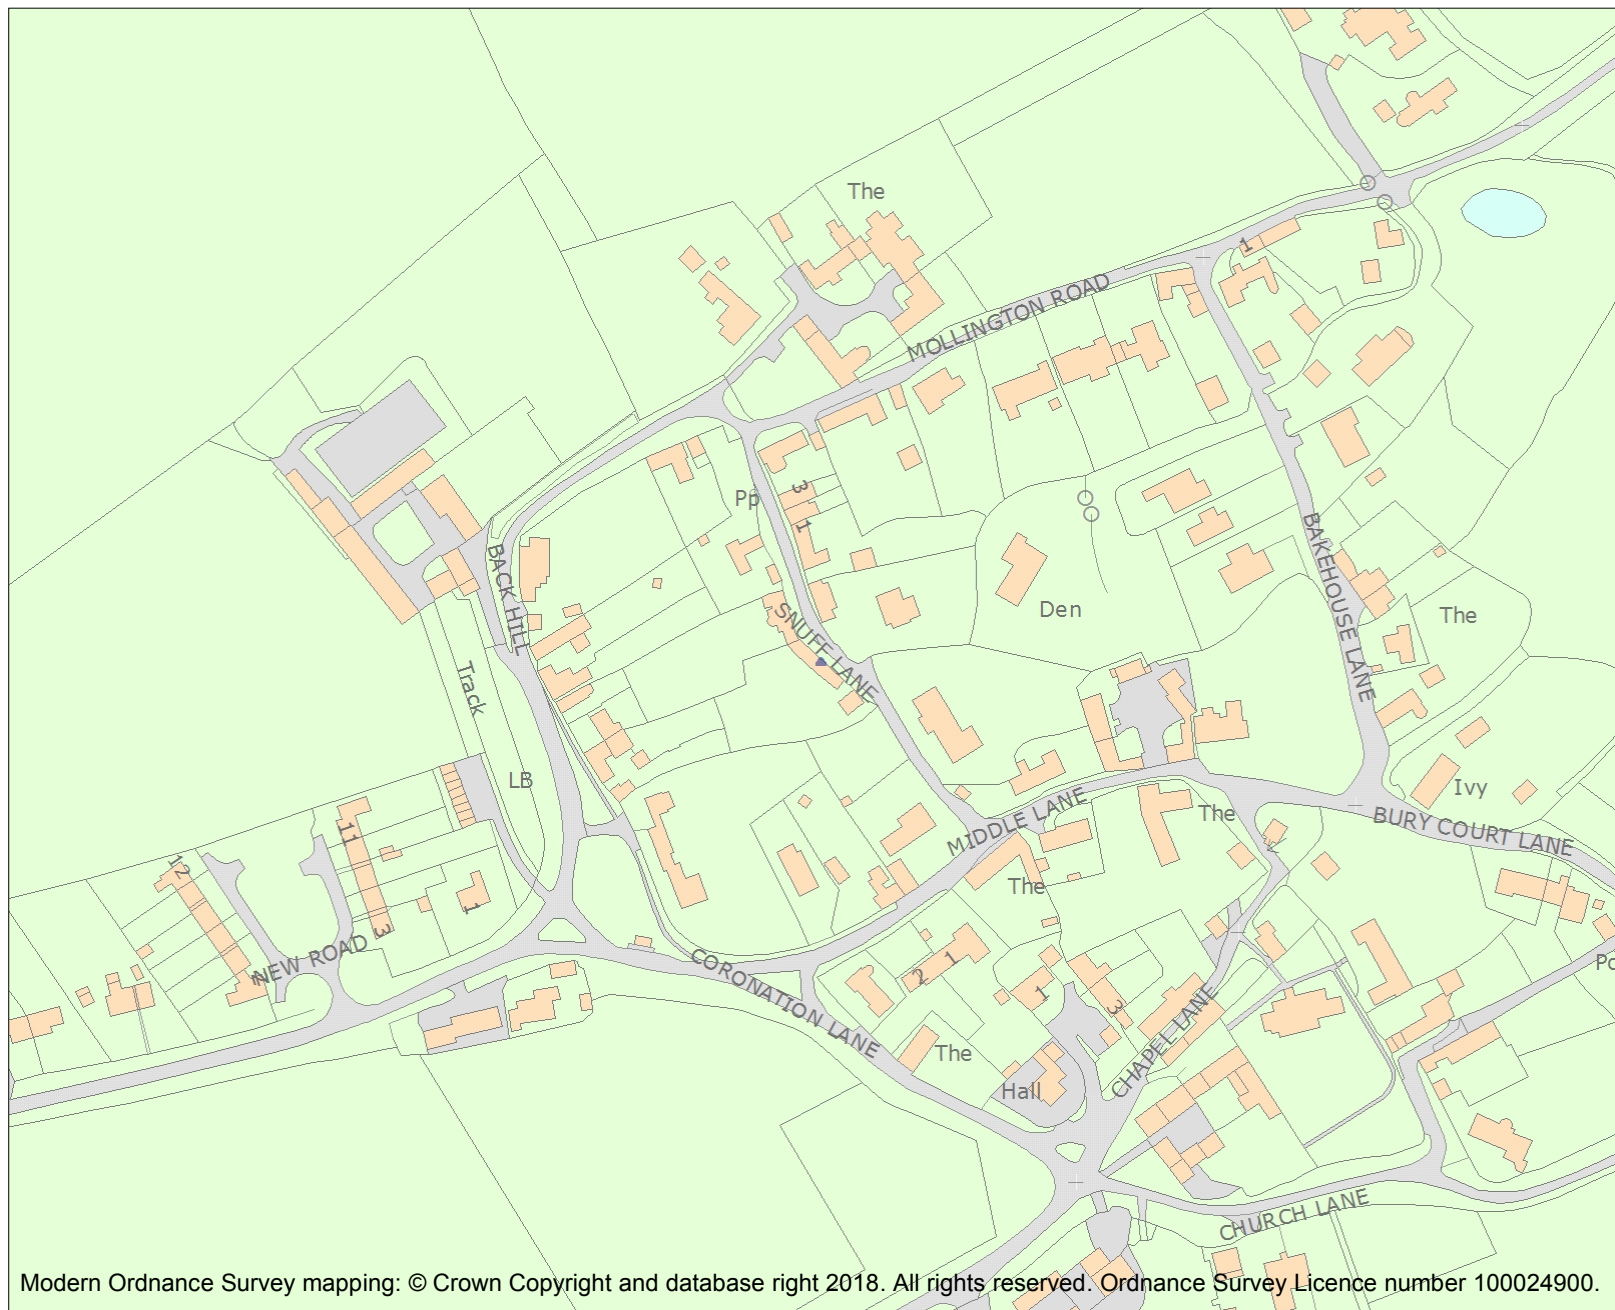 The
1
MOLLINGTON ROAD
3
Pp
1
BACK HILL
BAKEHOUSE LANE
Den
The
SNUFF LANE
Track
LB
Ivy
The
MIDDLE LANE
BURY COURT LANE
11
12
The
1
3
NEW ROAD
CORONATION LANE
2
1
1
3
CHAPEL LANE
The
Hall
CHURCH LANE
Modern Ordnance Survey mapping: © Crown Copyright and database right 2018. All rights reserved. Ordnance Survey Licence number 100024900.